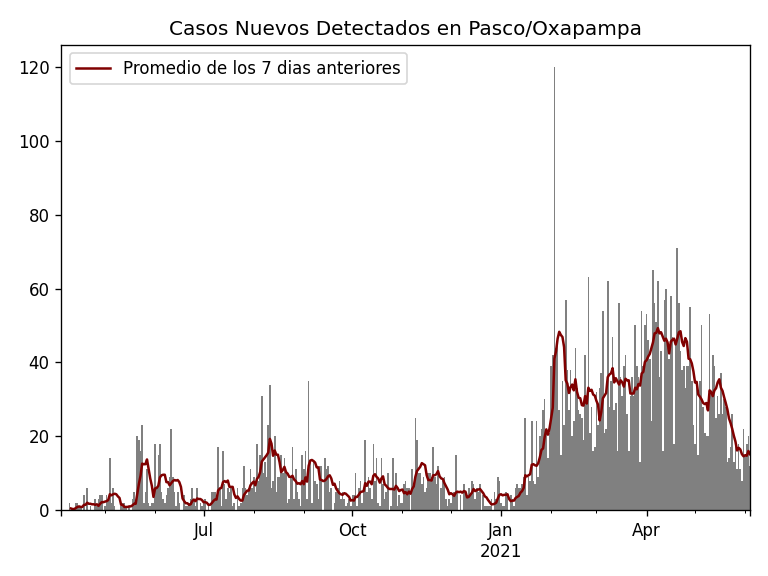 Casos Nuevos Detectados en Pasco/Oxapampa
Promedio de los 7 dias anteriores
120
100
80
60
40
20
0
Jul
Oct
Jan
2021
Apr